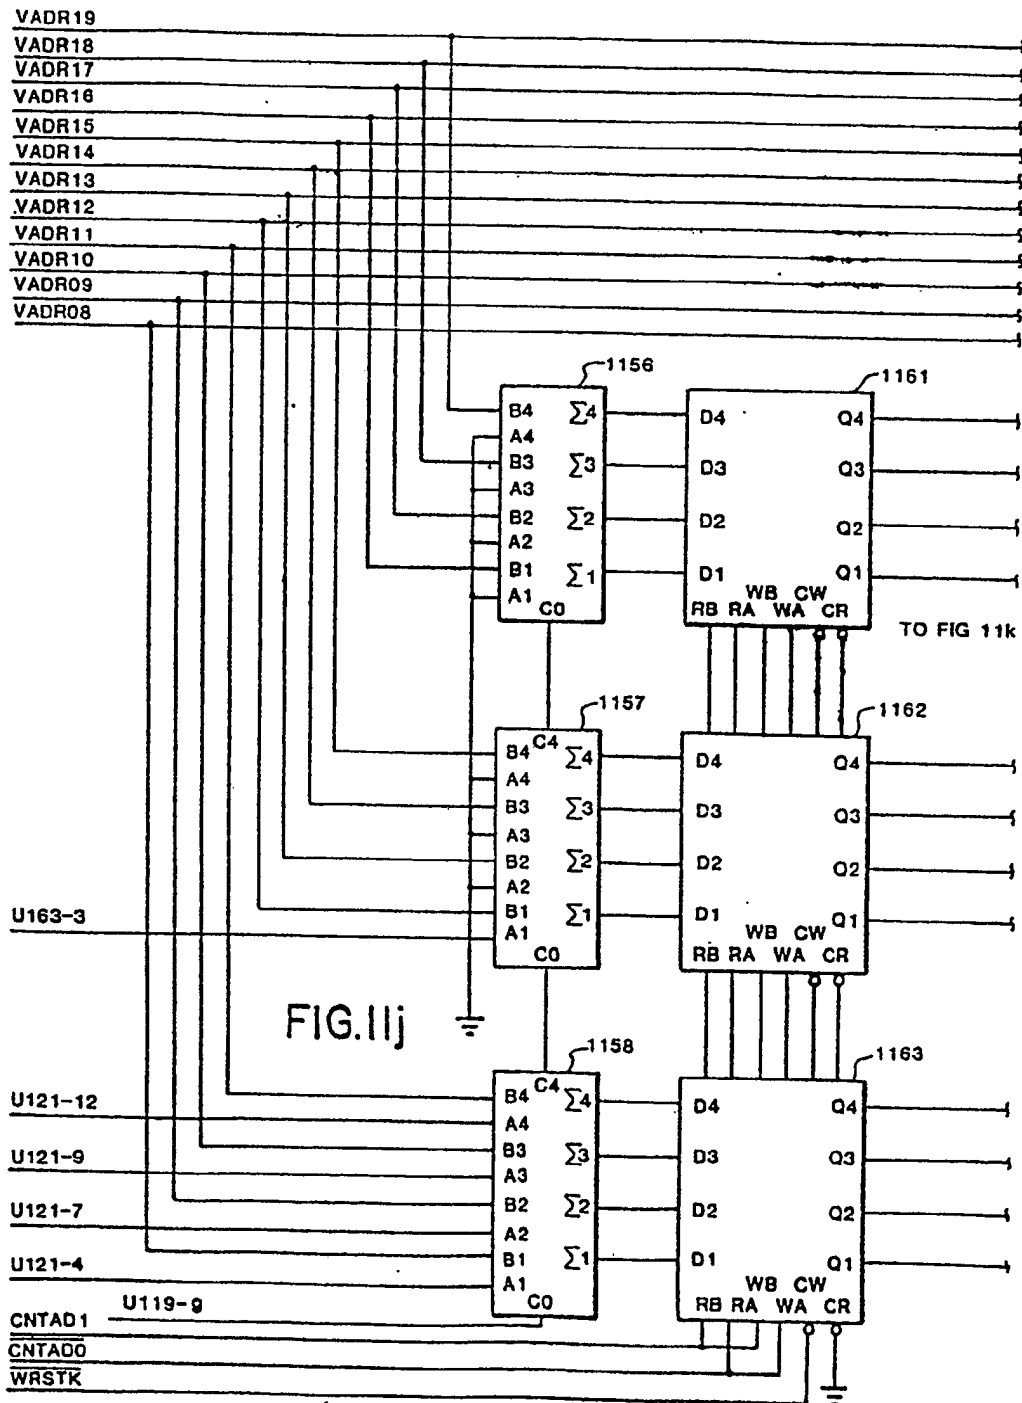 VADR19
VADR18
VADR17
VADR16
VADR15
VADR14
VADR13
VADR12
VADR11
VADR10
VADR09
VADR08
1156
B4 Σ4
A4
B3 Σ3
A3
B2 Σ2
A2
B1 Σ1
A1
C0
1161
D4 Q4
D3 Q3
D2 Q2
D1 Q1
WB CW
RB RA WA CR
TO FIG 11k
1157
C4
B4 Σ4
A4
B3 Σ3
A3
B2 Σ2
A2
B1 Σ1
A1
C0
1162
D4 Q4
D3 Q3
D2 Q2
D1 Q1
WB CW
RB RA WA CR
U163-3
FIG.11j
1158
C4
B4 Σ4
A4
B3 Σ3
A3
B2 Σ2
A2
B1 Σ1
A1
C0
1163
D4 Q4
D3 Q3
D2 Q2
D1 Q1
WB CW
RB RA WA CR
U121-12
U121-9
U121-7
U121-4
U119-9
CNTAD1
CNTAD0
WRSTK